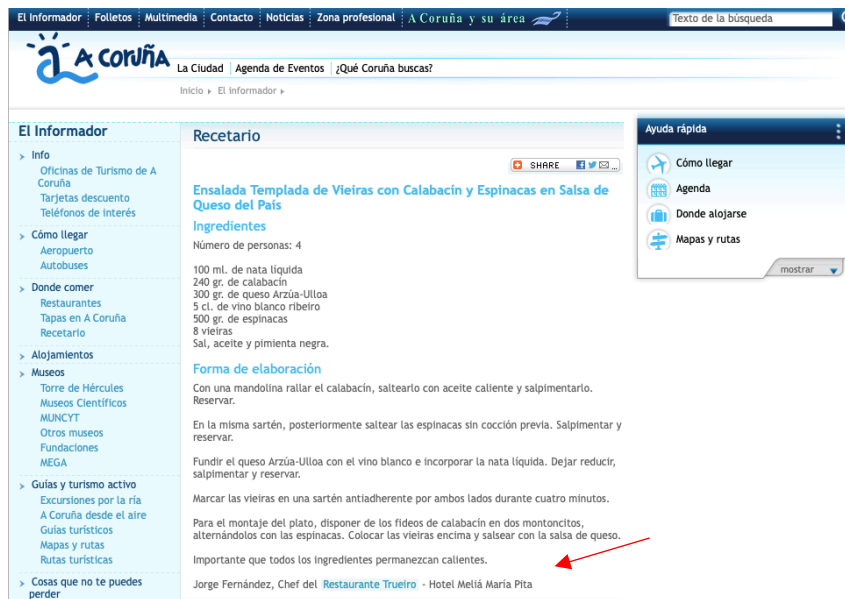 El Informador Folletos Multimedia Contacto Noticias Zona profesional A Coruña y su área Texto de la búsqueda
A CORUÑA
La Ciudad Agenda de Eventos ¿Qué Coruña buscas?
Inicio El informador
El Informador
Info
Oficinas de Turismo de A
Coruña
Tarjetas descuento
Teléfonos de interés
Cómo llegar
Aeropuerto
Autobuses
Donde comer
Restaurantes
Tapas en A Coruña
Recetario
Alojamientos
Museos
Torre de Hércules
Museos Científicos
MUNCYT
Otros museos
Fundaciones
MEGA
Guías y turismo activo
Excursiones por la ría
A Coruña desde el aire
Guías turísticos
Mapas y rutas
Rutas turísticas
Cosas que no te puedes
perder
Recetario
SHARE ...
Ensalada Templada de Vieiras con Calabacín y Espinacas en Salsa de
Queso del País
Ingredientes
Número de personas: 4
100 ml. de nata líquida
240 gr. de calabacín
300 gr. de queso Arzúa-Ulloa
5 cl. de vino blanco ribeiro
500 gr. de espinacas
8 vieiras
Sal, aceite y pimienta negra.
Forma de elaboración
Con una mandolina rallar el calabacín, saltearlo con aceite caliente y salpimentarlo.
Reservar.
En la misma sartén, posteriormente saltear las espinacas sin cocción previa. Salpimentar y
reservar.
Fundir el queso Arzúa-Ulloa con el vino blanco e incorporar la nata líquida. Dejar reducir,
salpimentar y reservar.
Marcar las vieiras en una sartén antiadherente por ambos lados durante cuatro minutos.
Para el montaje del plato, disponer de los fideos de calabacín en dos montoncitos,
alternándolos con las espinacas. Colocar las vieiras encima y salsear con la salsa de queso.
Importante que todos los ingredientes permanezcan calientes.
Jorge Fernández, Chef del Restaurante Trueiro - Hotel Meliá María Pita
Ayuda rápida
Cómo llegar
Agenda
Donde alojarse
Mapas y rutas
mostrar